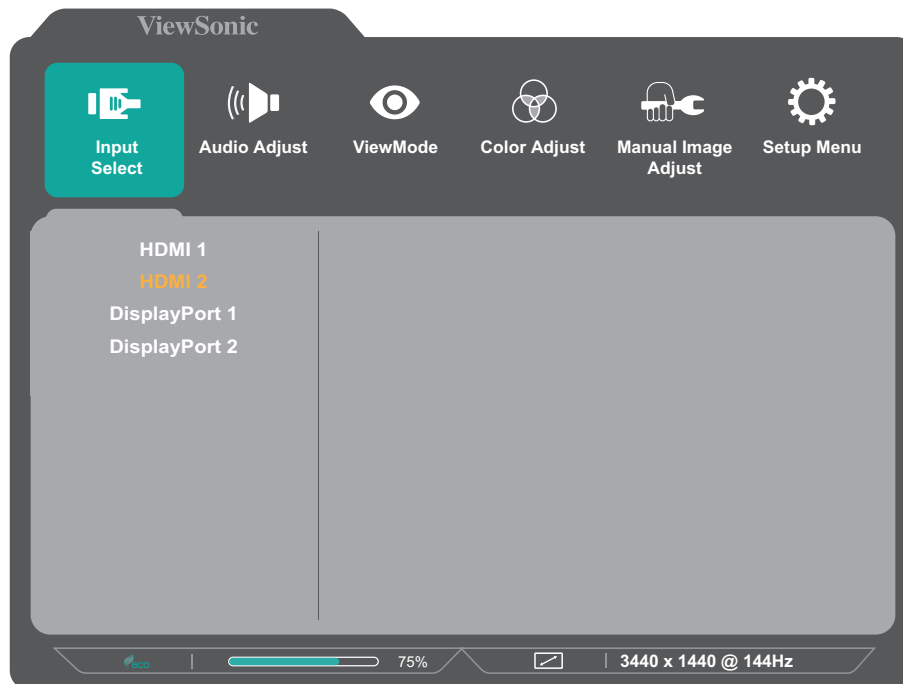 ViewSonic
Input
Select
Audio Adjust
ViewMode
Color Adjust
Manual Image
Adjust
Setup Menu
HDMI 1
HDMI 2
DisplayPort 1
DisplayPort 2
eco
75%
3440 x 1440 @ 144Hz